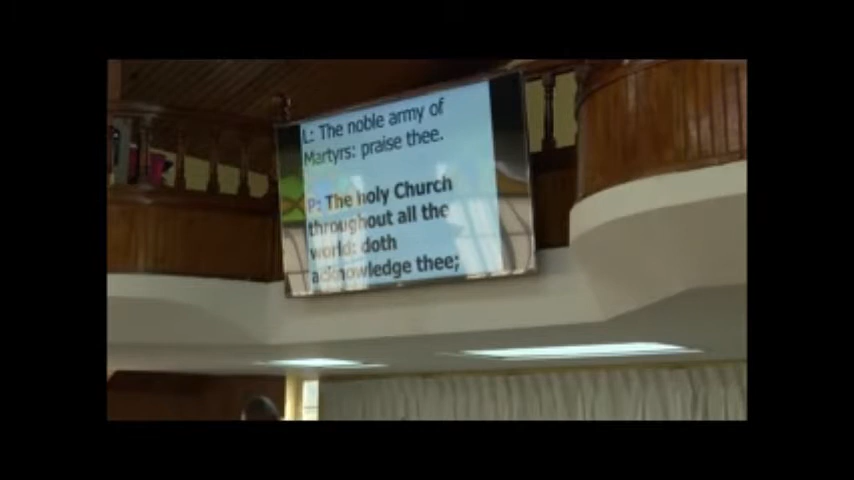 L: The noble army of
Martyrs: praise thee.
P: The holy Church
throughout all the
world: doth
acknowledge thee;